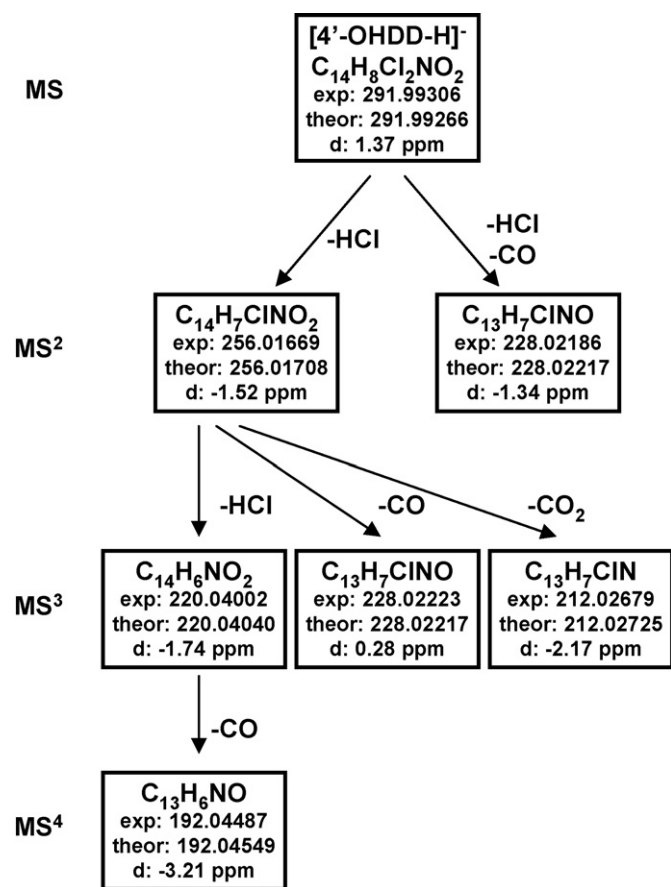 MS
[4’-OHDD-H]⁻
C₁₄H₈Cl₂NO₂
exp: 291.99306
theor: 291.99266
d: 1.37 ppm
-HCl
-HCl
-CO
MS²
C₁₄H₇ClNO₂
exp: 256.01669
theor: 256.01708
d: -1.52 ppm
C₁₃H₇ClNO
exp: 228.02186
theor: 228.02217
d: -1.34 ppm
-HCl
-CO
-CO₂
MS³
C₁₄H₆NO₂
exp: 220.04002
theor: 220.04040
d: -1.74 ppm
C₁₃H₇ClNO
exp: 228.02223
theor: 228.02217
d: 0.28 ppm
C₁₃H₇ClN
exp: 212.02679
theor: 212.02725
d: -2.17 ppm
-CO
MS⁴
C₁₃H₆NO
exp: 192.04487
theor: 192.04549
d: -3.21 ppm